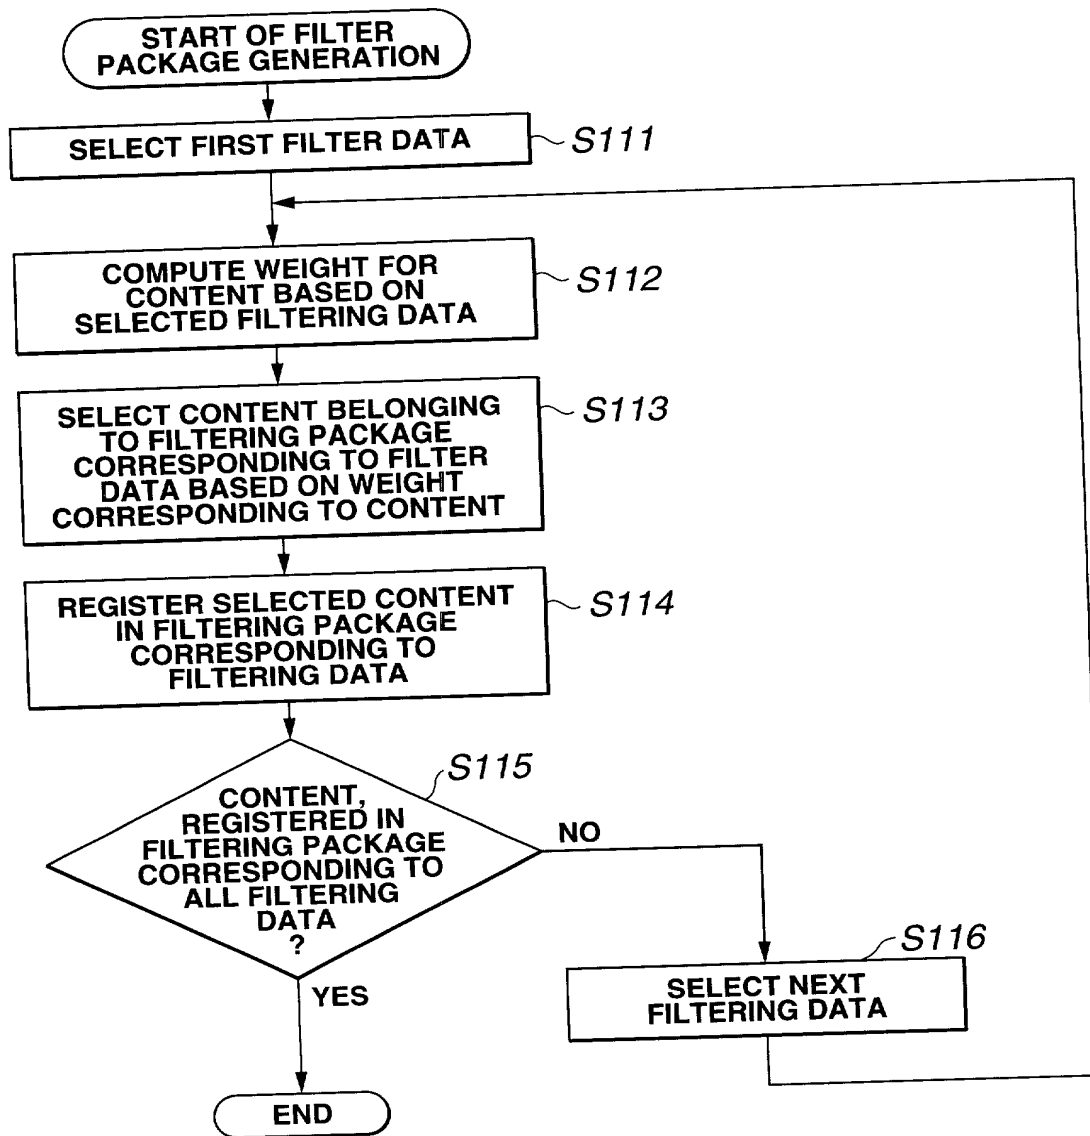 START OF FILTER
PACKAGE GENERATION
SELECT FIRST FILTER DATA
S111
COMPUTE WEIGHT FOR
CONTENT BASED ON
SELECTED FILTERING DATA
S112
SELECT CONTENT BELONGING
TO FILTERING PACKAGE
CORRESPONDING TO FILTER
DATA BASED ON WEIGHT
CORRESPONDING TO CONTENT
S113
REGISTER SELECTED CONTENT
IN FILTERING PACKAGE
CORRESPONDING TO
FILTERING DATA
S114
S115
CONTENT,
REGISTERED IN
FILTERING PACKAGE
CORRESPONDING TO
ALL FILTERING
DATA
?
NO
YES
S116
SELECT NEXT
FILTERING DATA
END